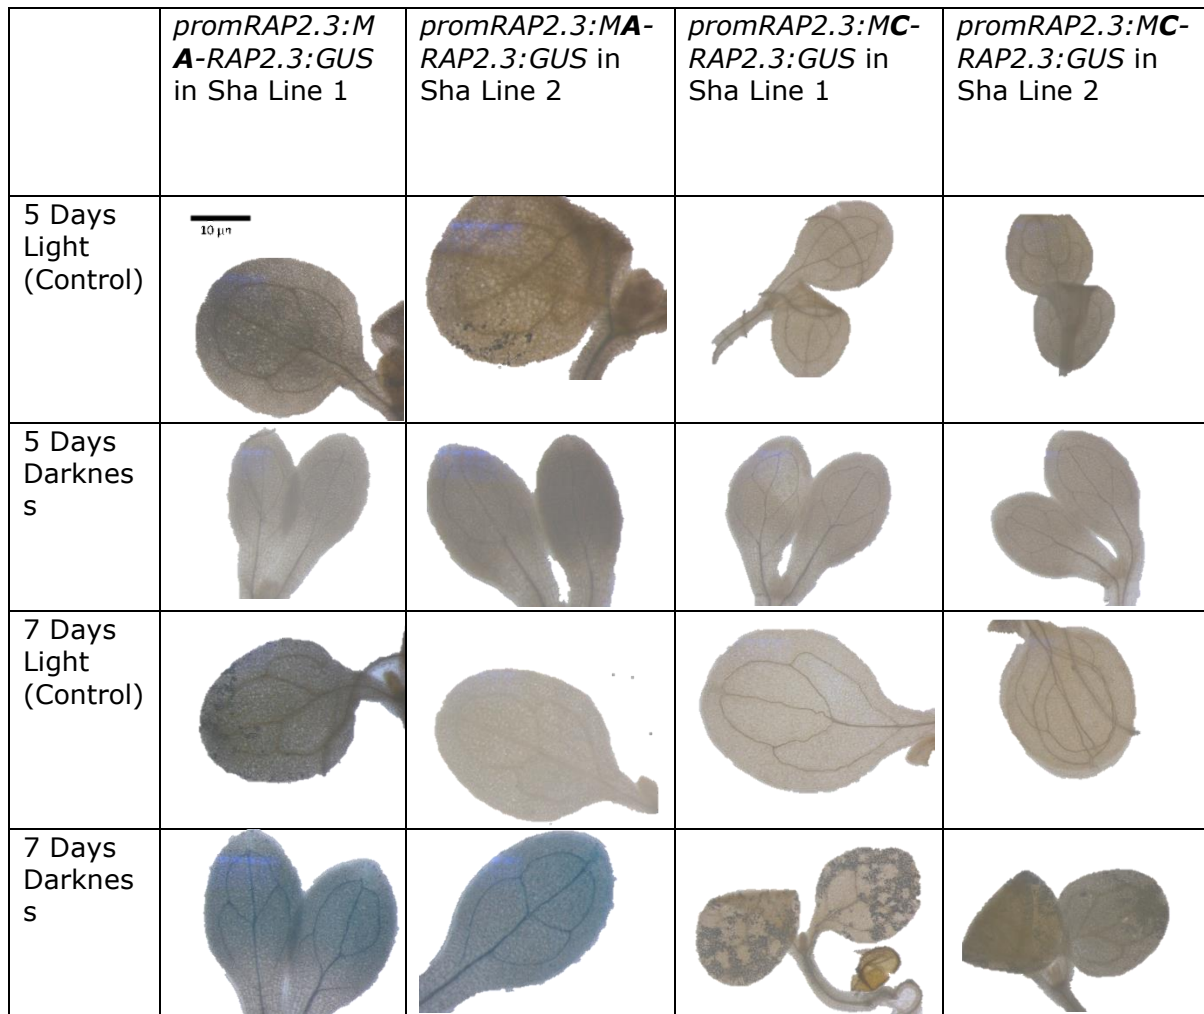 promRAP2.3:M
A-RAP2.3:GUS
in Sha Line 1
promRAP2.3:MA-
RAP2.3:GUS in
Sha Line 2
promRAP2.3:MC-
RAP2.3:GUS in
Sha Line 1
promRAP2.3:MC-
RAP2.3:GUS in
Sha Line 2
5 Days
Light
(Control)
10 µm
5 Days
Darknes
s
7 Days
Light
(Control)
7 Days
Darknes
s